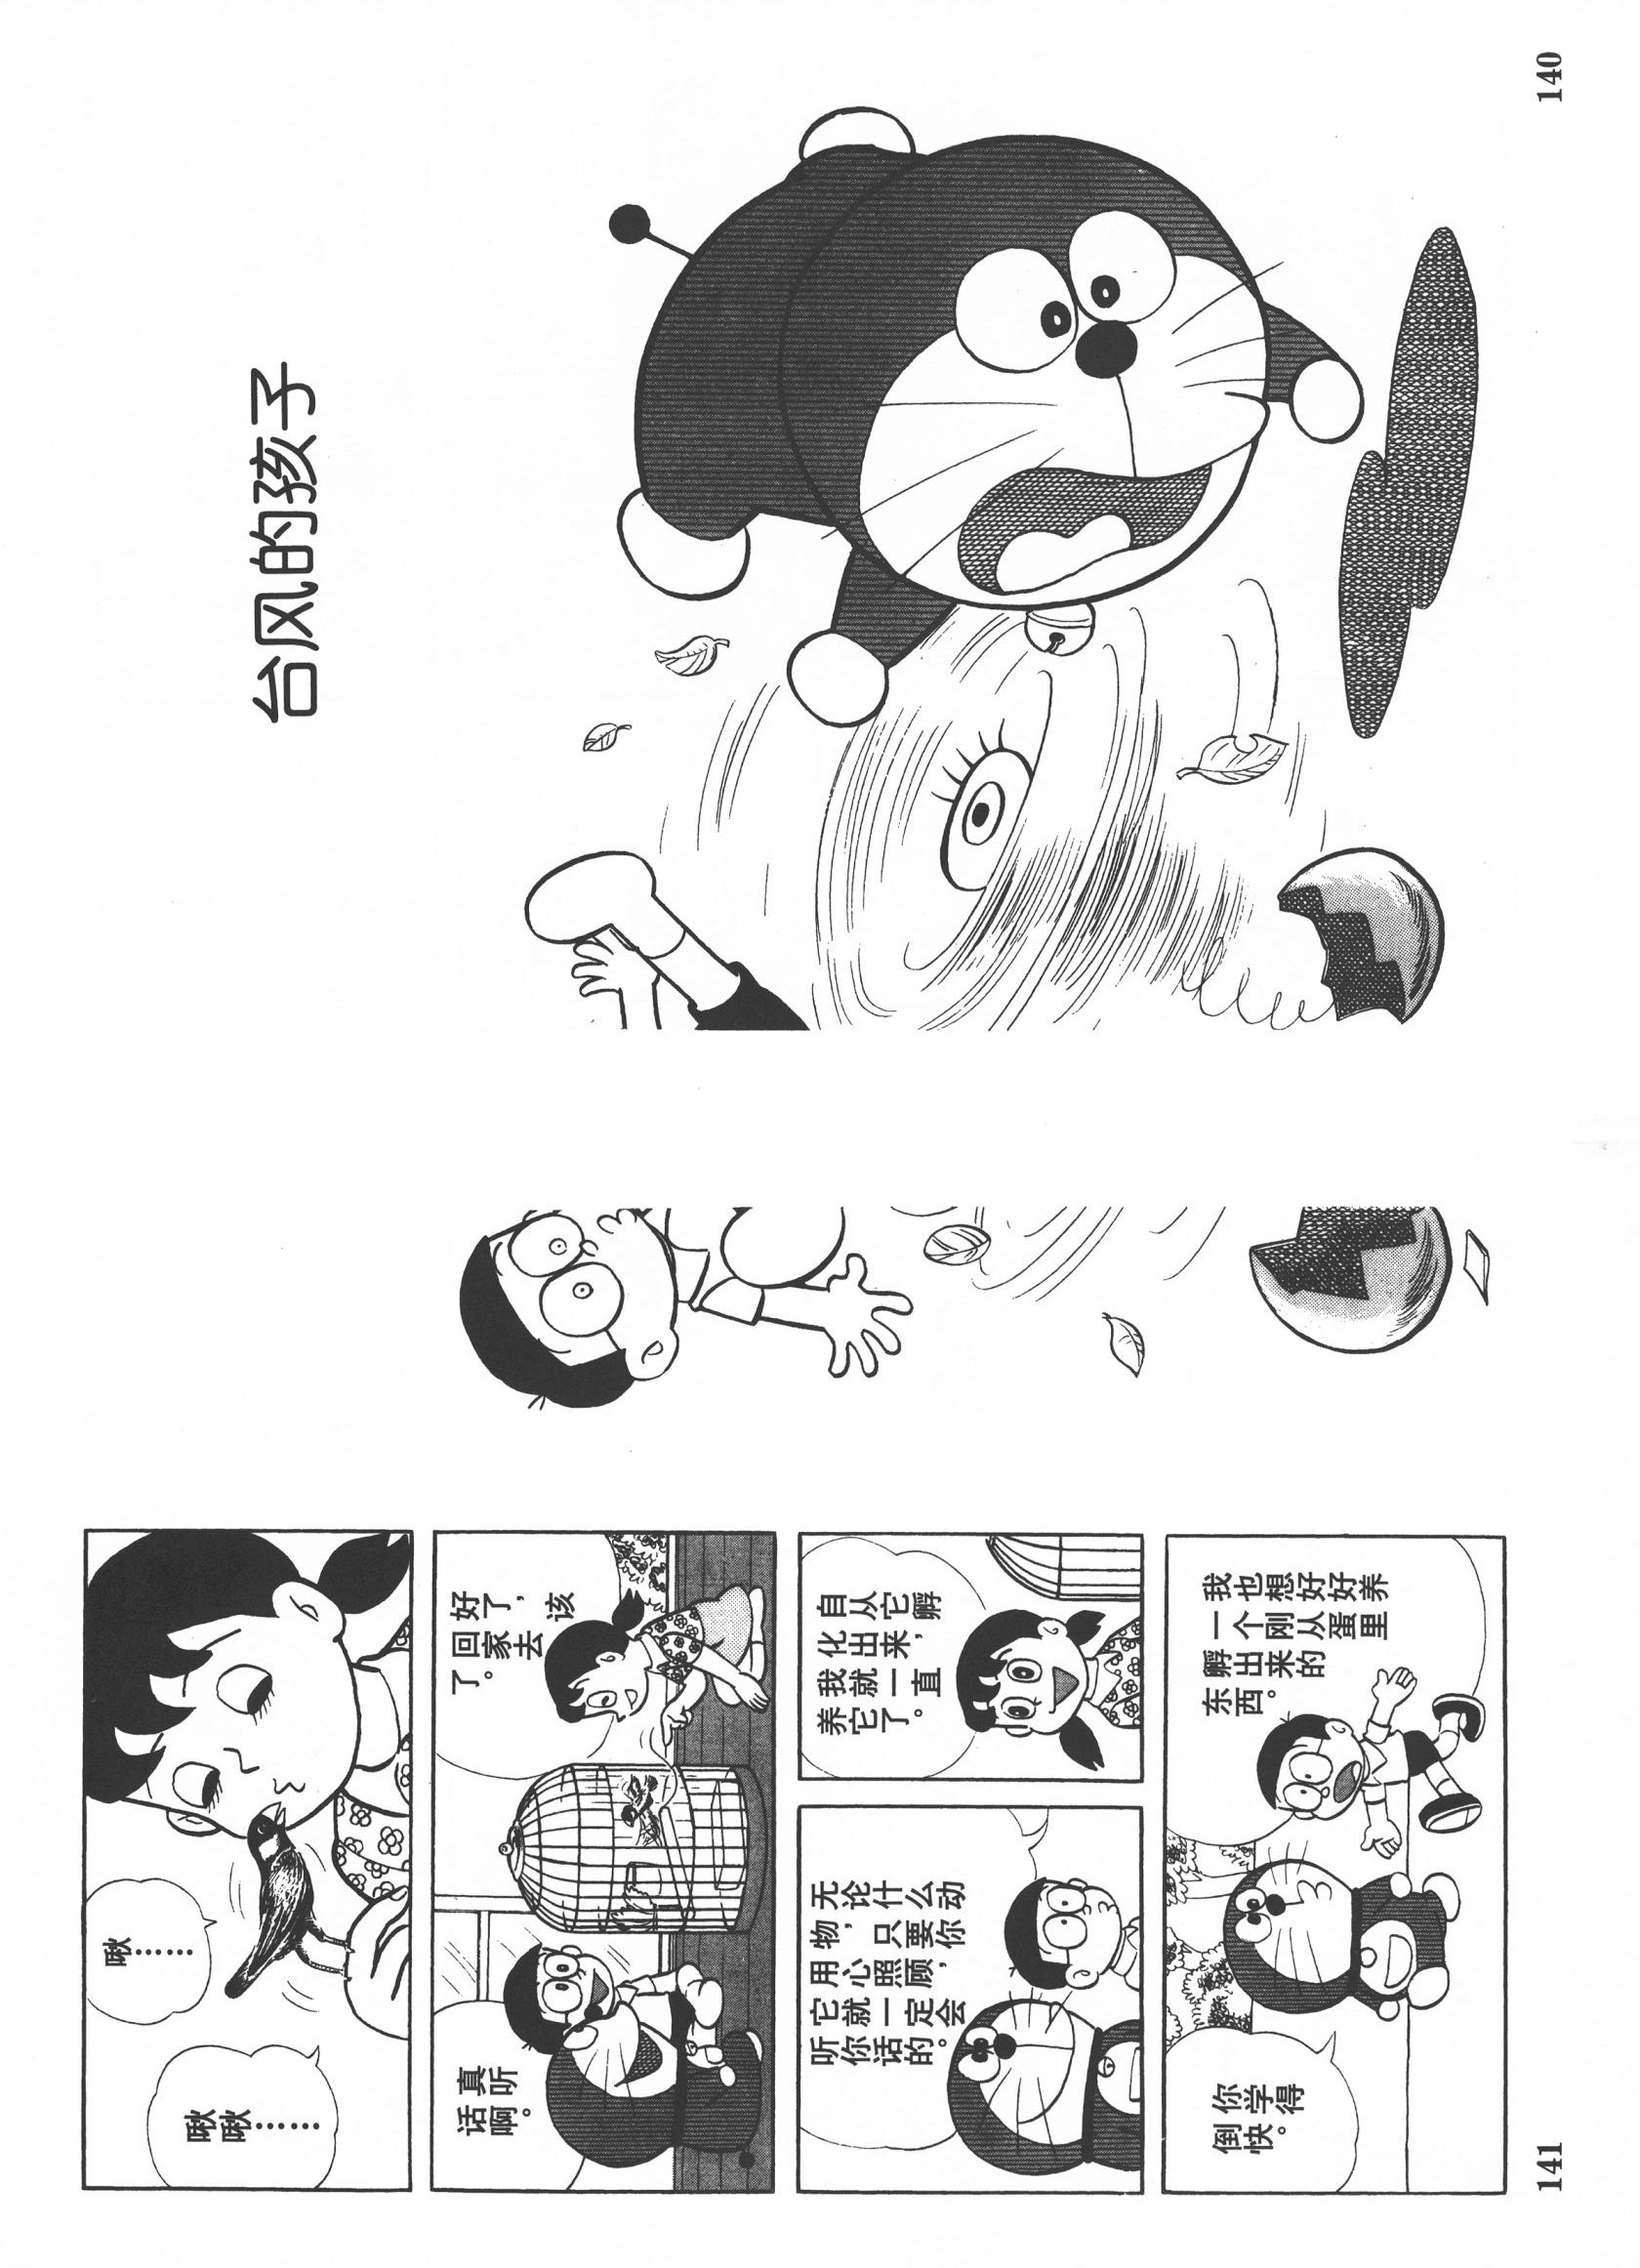 台风的孩子
140
啾……
啾啾……
好了，该
回家去
了。
真听
话啊。
自从它孵
化出来，
我就一直
养它了。
无论什么动
物，只要你
用心照顾，
它就一定会
听你话的。
我也想好好养
一个刚从蛋里
孵出来的
东西。
你学得
倒快。
141